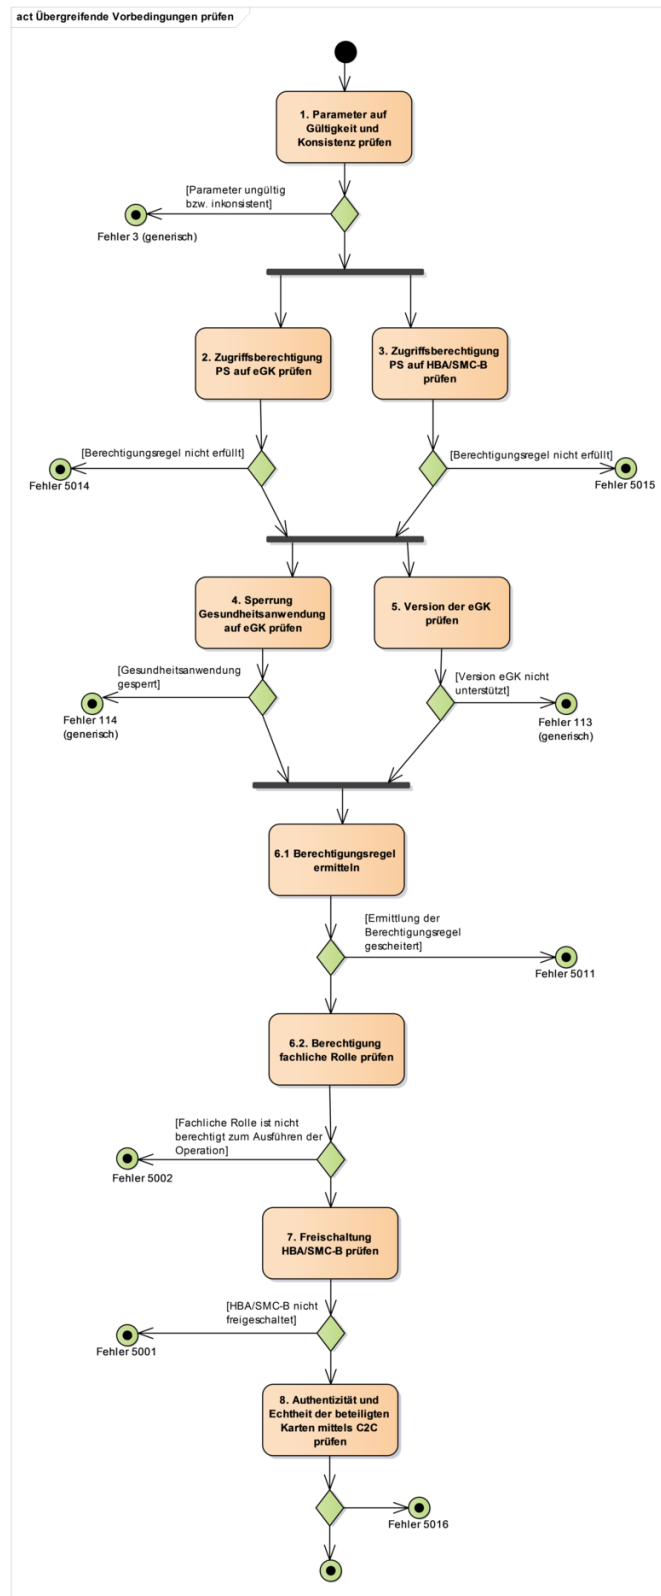 act Übergreifende Vorbedingungen prüfen
1. Parameter auf
Gültigkeit und
Konsistenz prüfen
[Parameter ungültig
bzw. inkonsistent]
Fehler 3 (generisch)
2. Zugriffsberechtigung
PS auf eGK prüfen
3. Zugriffsberechtigung
PS auf HBA/SMC-B
prüfen
[Berechtigungsregel nicht erfüllt]
Fehler 5014
[Berechtigungsregel nicht erfüllt]
Fehler 5015
4. Sperrung
Gesundheitsanwendung
auf eGK prüfen
5. Version der eGK
prüfen
[Gesundheitsanwendung
gesperrt]
Fehler 114
(generisch)
[Version eGK nicht
unterstützt]
Fehler 113
(generisch)
6.1 Berechtigungsregel
ermitteln
[Ermittlung der
Berechtigungsregel
gescheitert]
Fehler 5011
6.2. Berechtigung
fachliche Rolle prüfen
[Fachliche Rolle ist nicht
berechtigt zum Ausführen der
Operation]
Fehler 5002
7. Freischaltung
HBA/SMC-B prüfen
[HBA/SMC-B nicht
freigeschaltet]
Fehler 5001
8. Authentizität und
Echtheit der beteiligten
Karten mittels C2C
prüfen
Fehler 5016